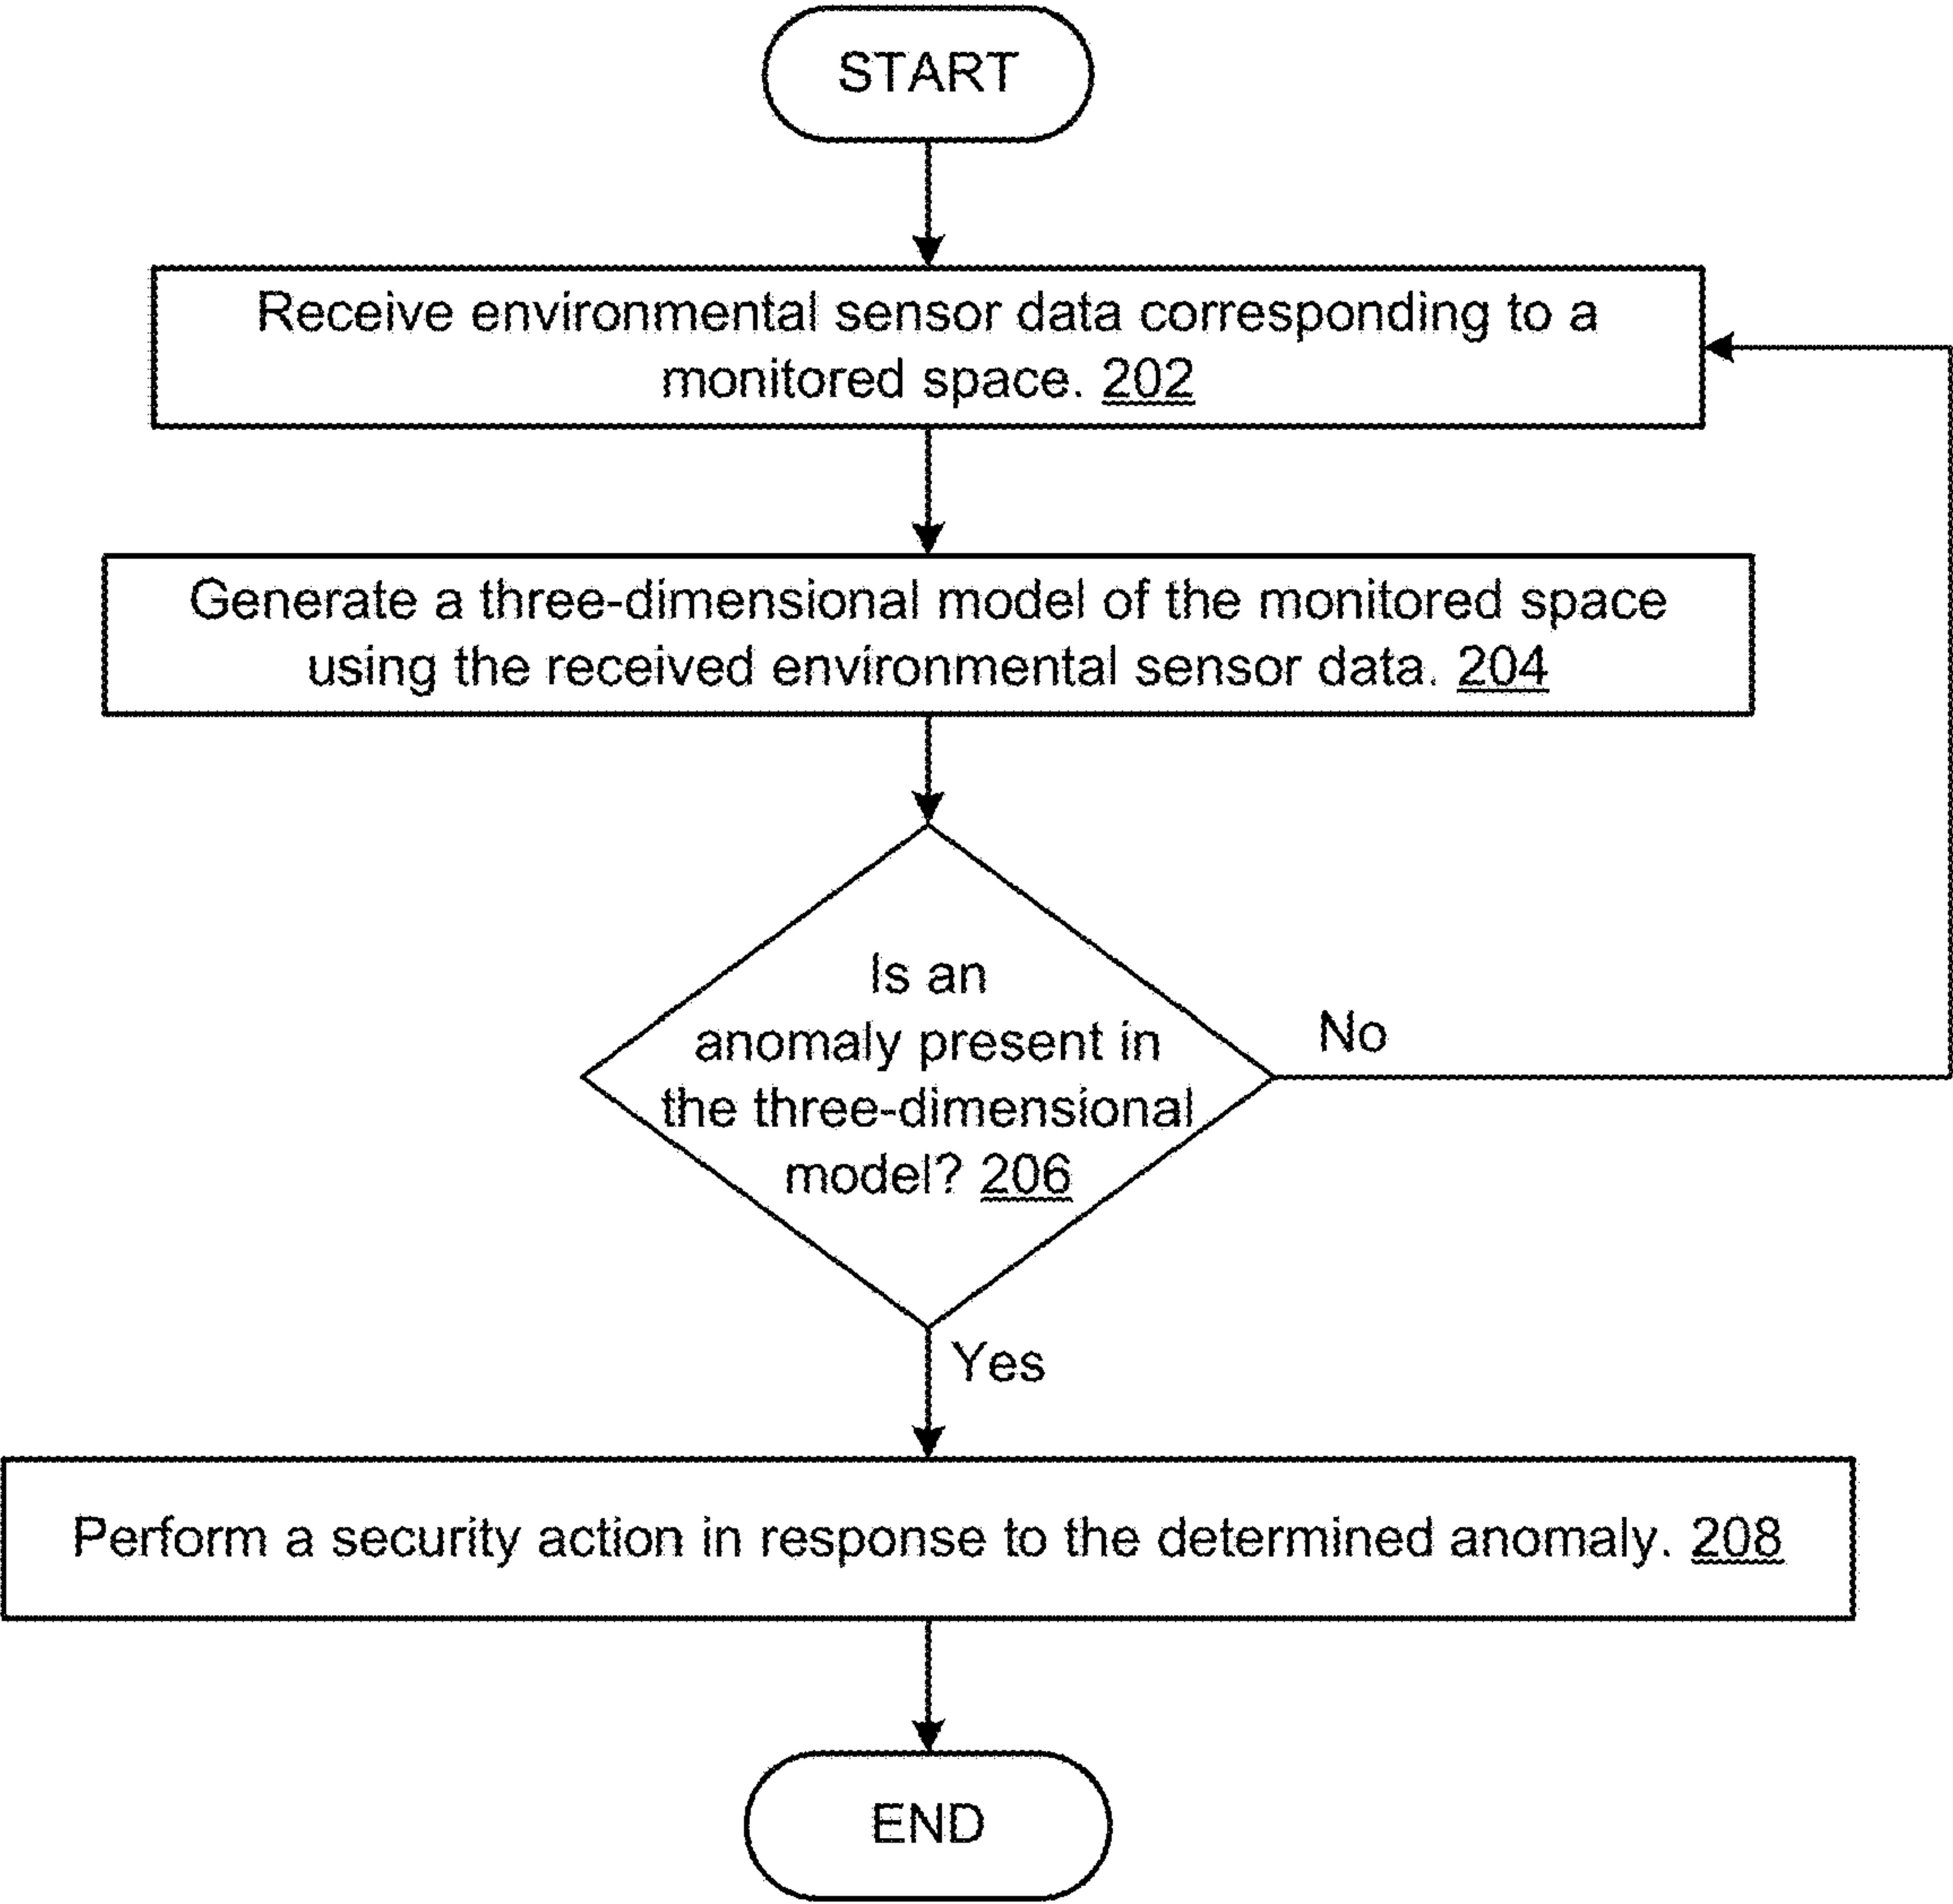 START
Receive environmental sensor data corresponding to a
monitored space. 202
Generate a three-dimensional model of the monitored space
using the received environmental sensor data. 204
Is an
anomaly present in
the three-dimensional
model? 206
No
Yes
Perform a security action in response to the determined anomaly. 208
END